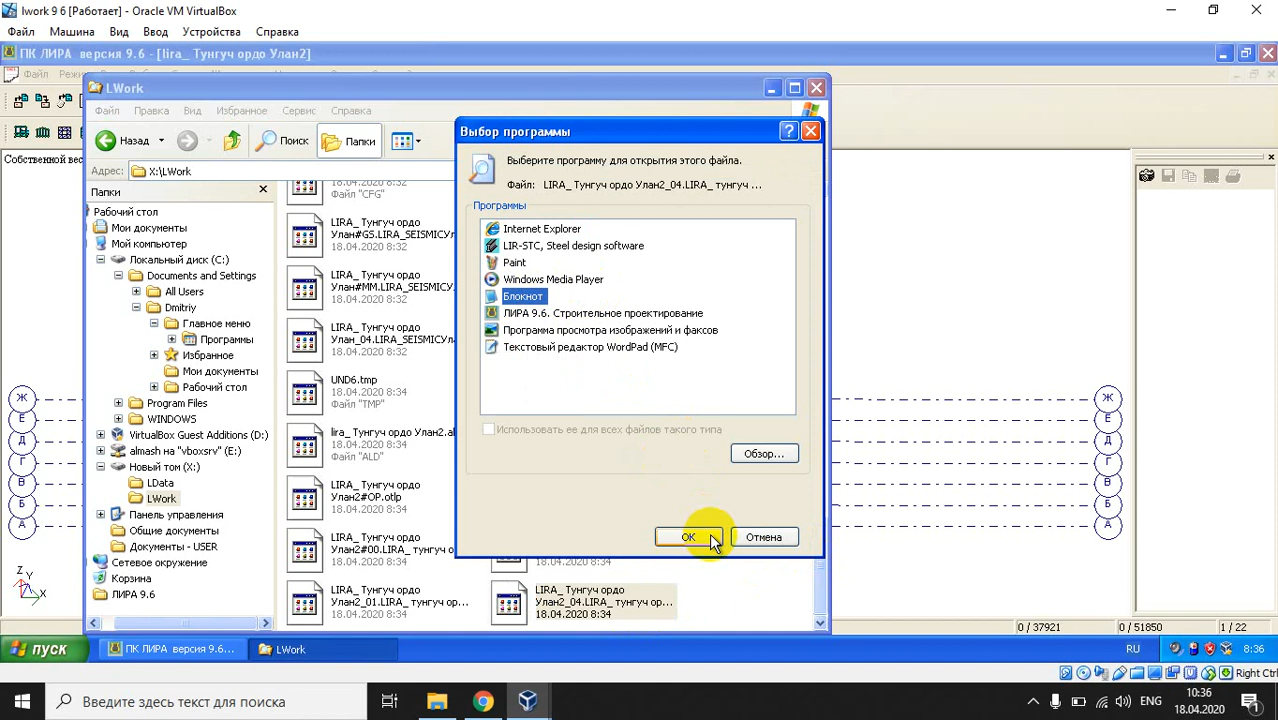 lwork 9 6 [Работает] - Oracle VM VirtualBox
Файл Машина Вид Ввод Устройства Справка
ПК ЛИРА версия 9.6 - [lira_ Тунгуч ордо Улан2]
LWork
Файл Правка Вид Избранное Сервис Справка
Назад Поиск Папки
Адрес: X:\LWork
Папки
Рабочий стол
Мои документы
Мой компьютер
Локальный диск (C:)
Documents and Settings
All Users
Dmitriy
Главное меню
Программы
Избранное
Мои документы
Рабочий стол
Program Files
WINDOWS
VirtualBox Guest Additions (D:)
almash на "vboxsrv" (E:)
Новый том (X:)
LData
LWork
Панель управления
Общие документы
Документы - USER
Сетевое окружение
Корзина
ЛИРА 9.6
18.04.2020 8:32
Файл "CFG"
LIRA_ Тунгуч ордо
Улан#GS.LIRA_SEISMICУ
18.04.2020 8:32
LIRA_ Тунгуч ордо
Улан#MM.LIRA_SEISMICУ
18.04.2020 8:32
LIRA_ Тунгуч ордо
Улан_04.LIRA_SEISMICУ.
18.04.2020 8:32
UND6.tmp
18.04.2020 8:34
Файл "TMP"
lira_ Тунгуч ордо Улан2.al
18.04.2020 8:34
Файл "ALD"
LIRA_ Тунгуч ордо
Улан2#OP.otlp
18.04.2020 8:34
LIRA_ Тунгуч ордо
Улан2#00.LIRA_ тунгуч о
18.04.2020 8:34
18.04.2020 8:34
LIRA_ Тунгуч ордо
Улан2_01.LIRA_ тунгуч ор...
18.04.2020 8:34
LIRA_ Тунгуч ордо
Улан2_04.LIRA_ тунгуч ор...
18.04.2020 8:34
Выбор программы
Выберите программу для открытия этого файла.
Файл: LIRA_ Тунгуч ордо Улан2_04.LIRA_ тунгуч ...
Программы
Internet Explorer
LIR-STC, Steel design software
Paint
Windows Media Player
Блокнот
ЛИРА 9.6. Строительное проектирование
Программа просмотра изображений и факсов
Текстовый редактор WordPad (MFC)
Использовать ее для всех файлов такого типа
Обзор...
ОК Отмена
Собственный вес
Ж Ж
Е Е
Д Д
Г Г
В В
Б Б
А А
Z Y
X
0 / 37921 0 / 51850 1 / 22
пуск ПК ЛИРА версия 9.6... LWork RU 8:36
Right Ctrl
Введите здесь текст для поиска
ENG
10:36
18.04.2020
1